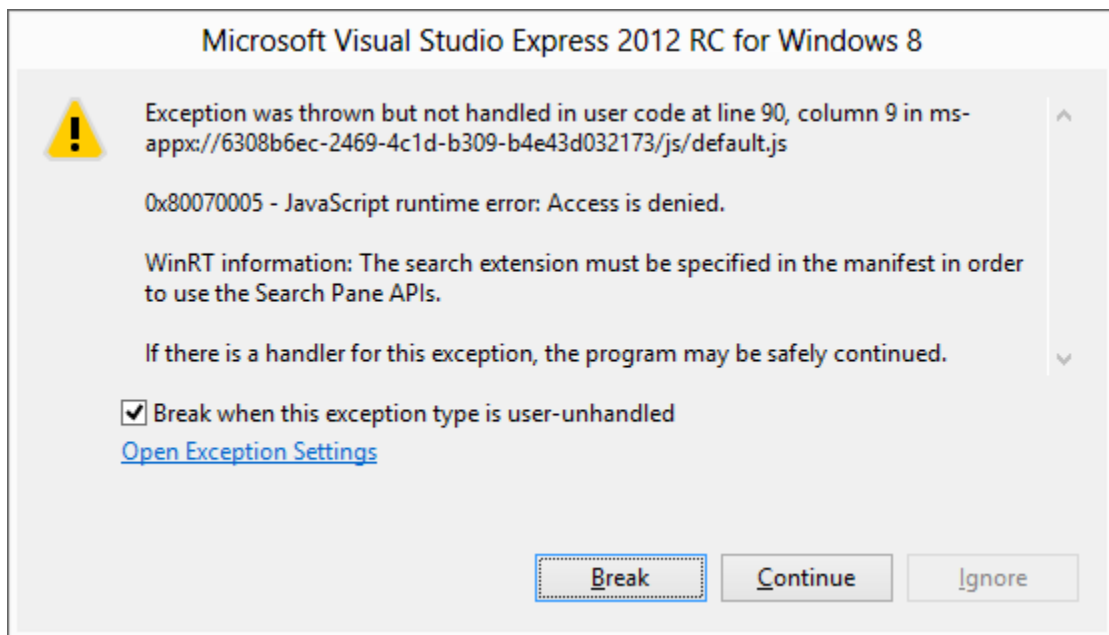 Microsoft Visual Studio Express 2012 RC for Windows 8
Exception was thrown but not handled in user code at line 90, column 9 in ms-
appx://6308b6ec-2469-4c1d-b309-b4e43d032173/js/default.js
0x80070005 - JavaScript runtime error: Access is denied.
WinRT information: The search extension must be specified in the manifest in order
to use the Search Pane APIs.
If there is a handler for this exception, the program may be safely continued.
Break when this exception type is user-unhandled
Open Exception Settings
Break Continue Ignore